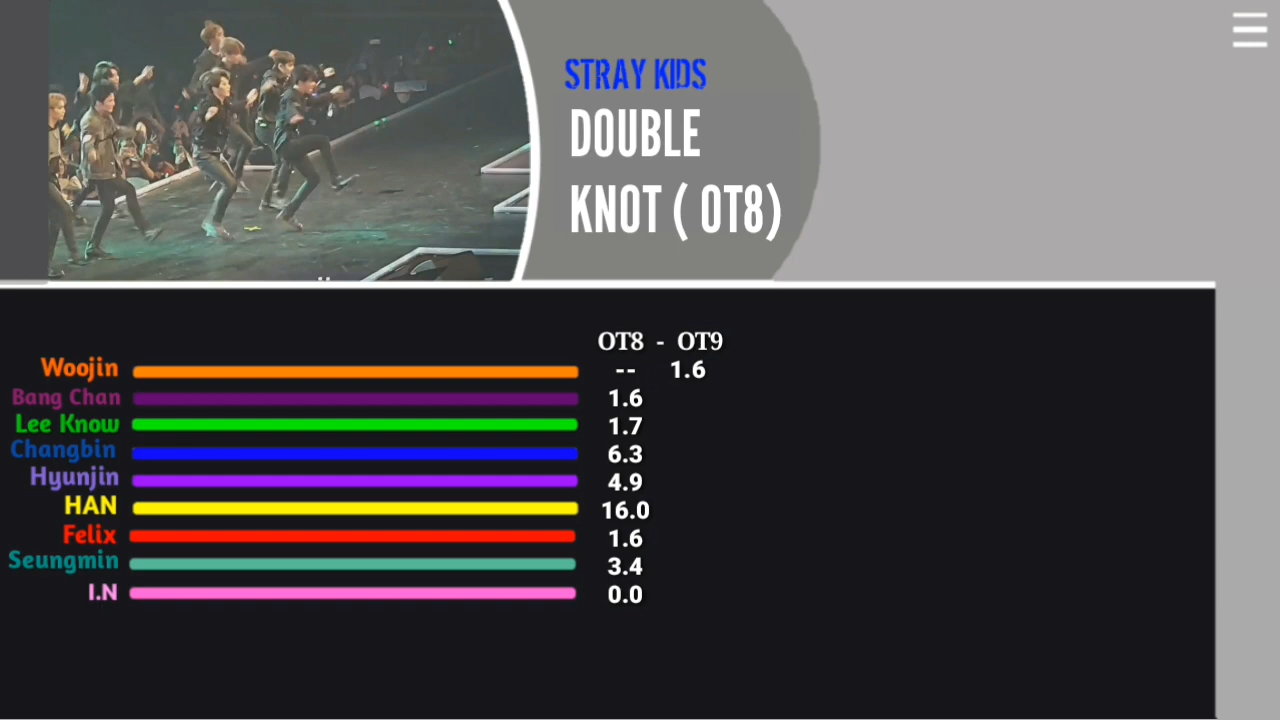 STRAY KIDS
DOUBLE
KNOT ( OT8)
OT8 - OT9
Woojin -- 1.6
Bang Chan 1.6
Lee Know 1.7
Changbin 6.3
Hyunjin 4.9
HAN 16.0
Felix 1.6
Seungmin 3.4
I.N 0.0